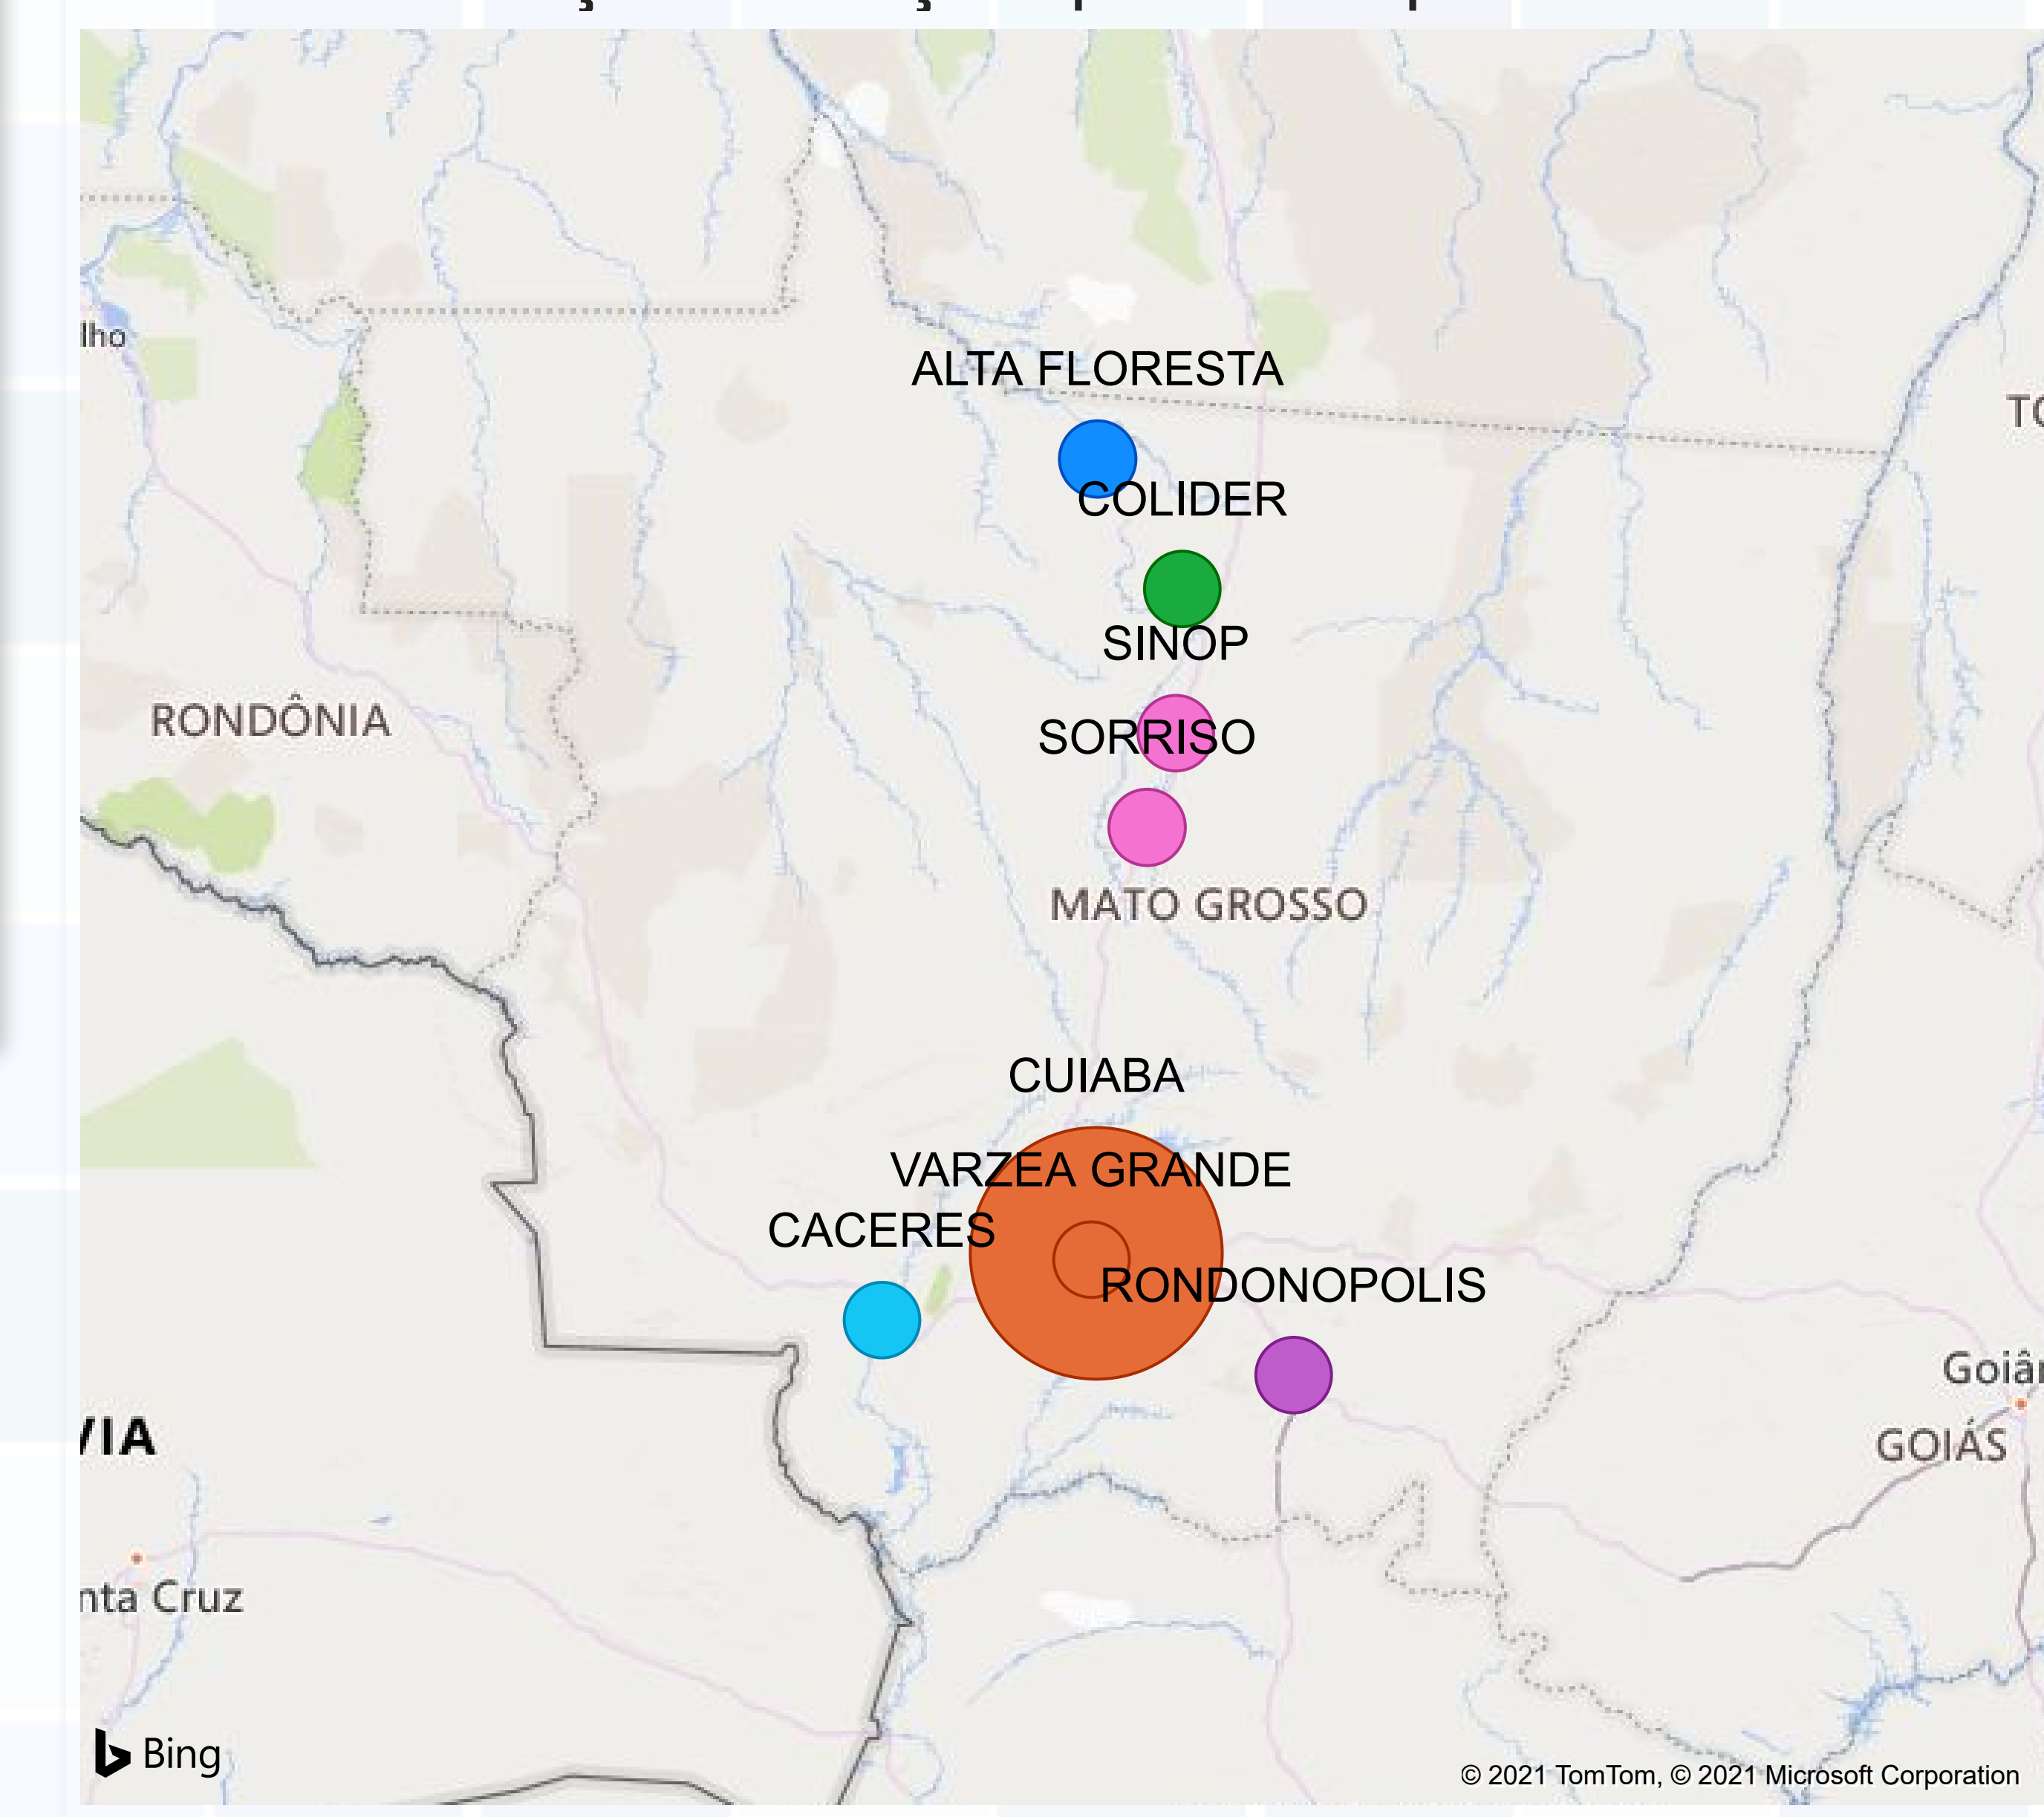 lho
ALTA FLORESTA
TO
COLIDER
SINOP
RONDÔNIA
SORRISO
MATO GROSSO
CUIABA
VARZEA GRANDE
CACERES
RONDONOPOLIS
Goiân
VIA
GOIÁS
nta Cruz
Bing
© 2021 TomTom, © 2021 Microsoft Corporation